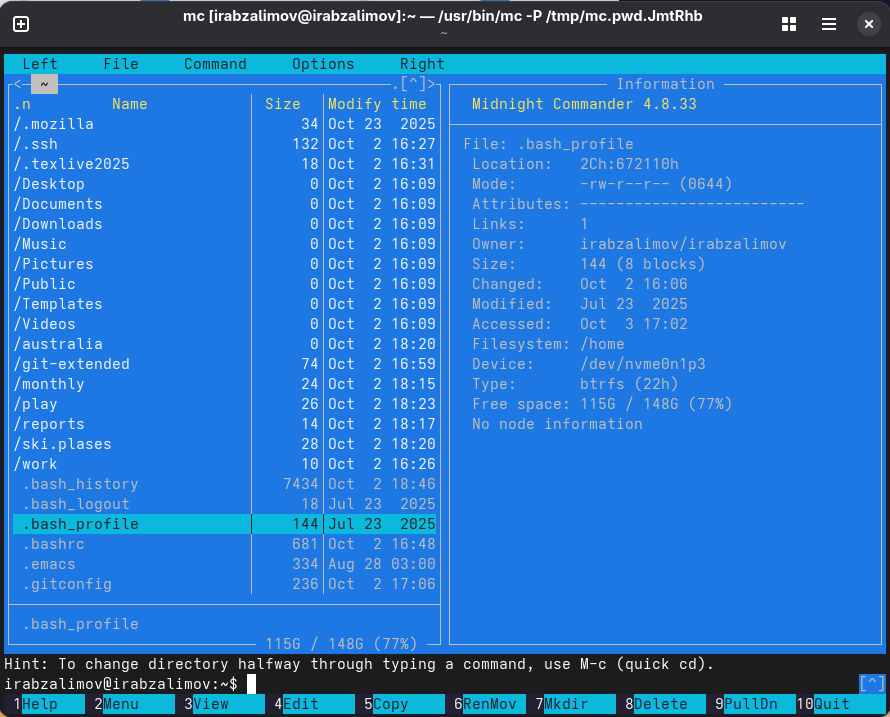 mc [irabzalimov@irabzalimov]:~ — /usr/bin/mc -P /tmp/mc.pwd.JmtRhb
~
Left File Command Options Right
<─ ~ .[^]>
.n Name Size Modify time
/.mozilla 34 Oct 23 2025
/.ssh 132 Oct 2 16:27
/.texlive2025 18 Oct 2 16:31
/Desktop 0 Oct 2 16:09
/Documents 0 Oct 2 16:09
/Downloads 0 Oct 2 16:09
/Music 0 Oct 2 16:09
/Pictures 0 Oct 2 16:09
/Public 0 Oct 2 16:09
/Templates 0 Oct 2 16:09
/Videos 0 Oct 2 16:09
/australia 0 Oct 2 18:20
/git-extended 74 Oct 2 16:59
/monthly 24 Oct 2 18:15
/play 26 Oct 2 18:23
/reports 14 Oct 2 18:17
/ski.plases 28 Oct 2 18:20
/work 10 Oct 2 16:26
.bash_history 7434 Oct 2 18:46
.bash_logout 18 Jul 23 2025
.bash_profile 144 Jul 23 2025
.bashrc 681 Oct 2 16:48
.emacs 334 Aug 28 03:00
.gitconfig 236 Oct 2 17:06
.bash_profile
115G / 148G (77%)
Information
Midnight Commander 4.8.33
File: .bash_profile
Location: 2Ch:672110h
Mode: -rw-r--r-- (0644)
Attributes: -------------------------
Links: 1
Owner: irabzalimov/irabzalimov
Size: 144 (8 blocks)
Changed: Oct 2 16:06
Modified: Jul 23 2025
Accessed: Oct 3 17:02
Filesystem: /home
Device: /dev/nvme0n1p3
Type: btrfs (22h)
Free space: 115G / 148G (77%)
No node information
Hint: To change directory halfway through typing a command, use M-c (quick cd).
irabzalimov@irabzalimov:~$ [^]
1Help 2Menu 3View 4Edit 5Copy 6RenMov 7Mkdir 8Delete 9PullDn 10Quit